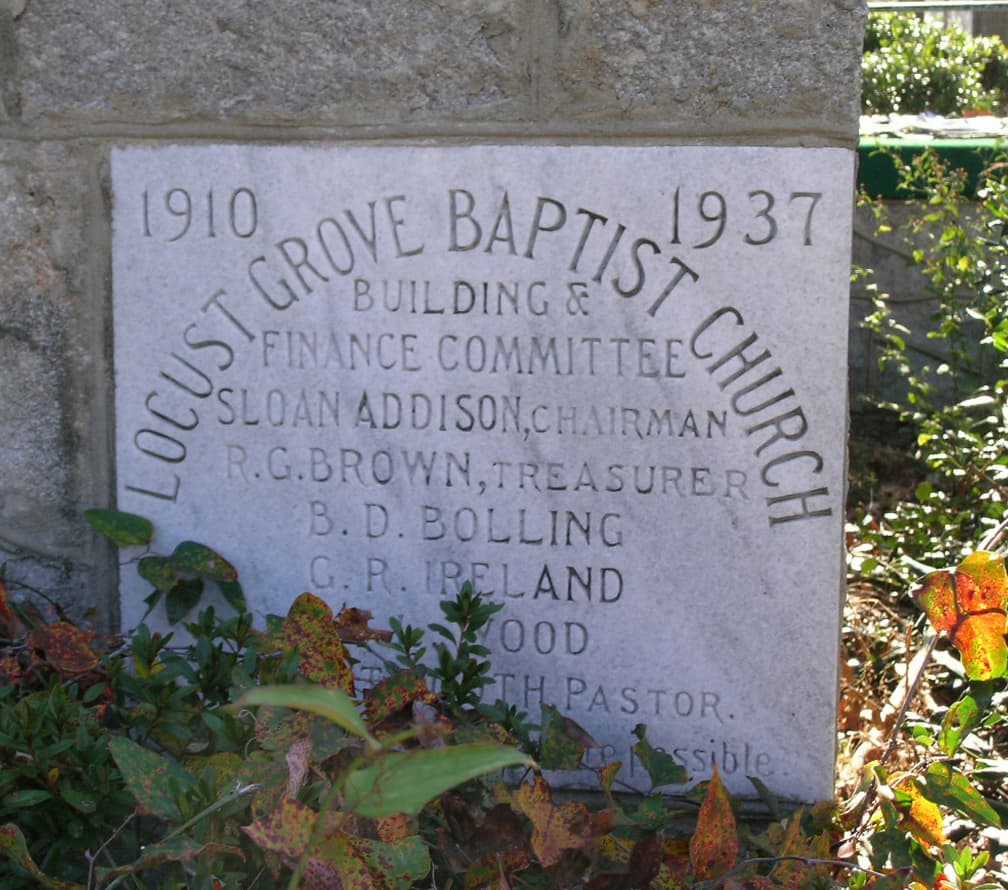 1910
1937
LOCUST GROVE BAPTIST CHURCH
BUILDING &
FINANCE COMMITTEE
SLOAN ADDISON, CHAIRMAN
R.G. BROWN, TREASURER
B. D. BOLLING
G. R. IRELAND
WOOD
PASTOR.
possible.